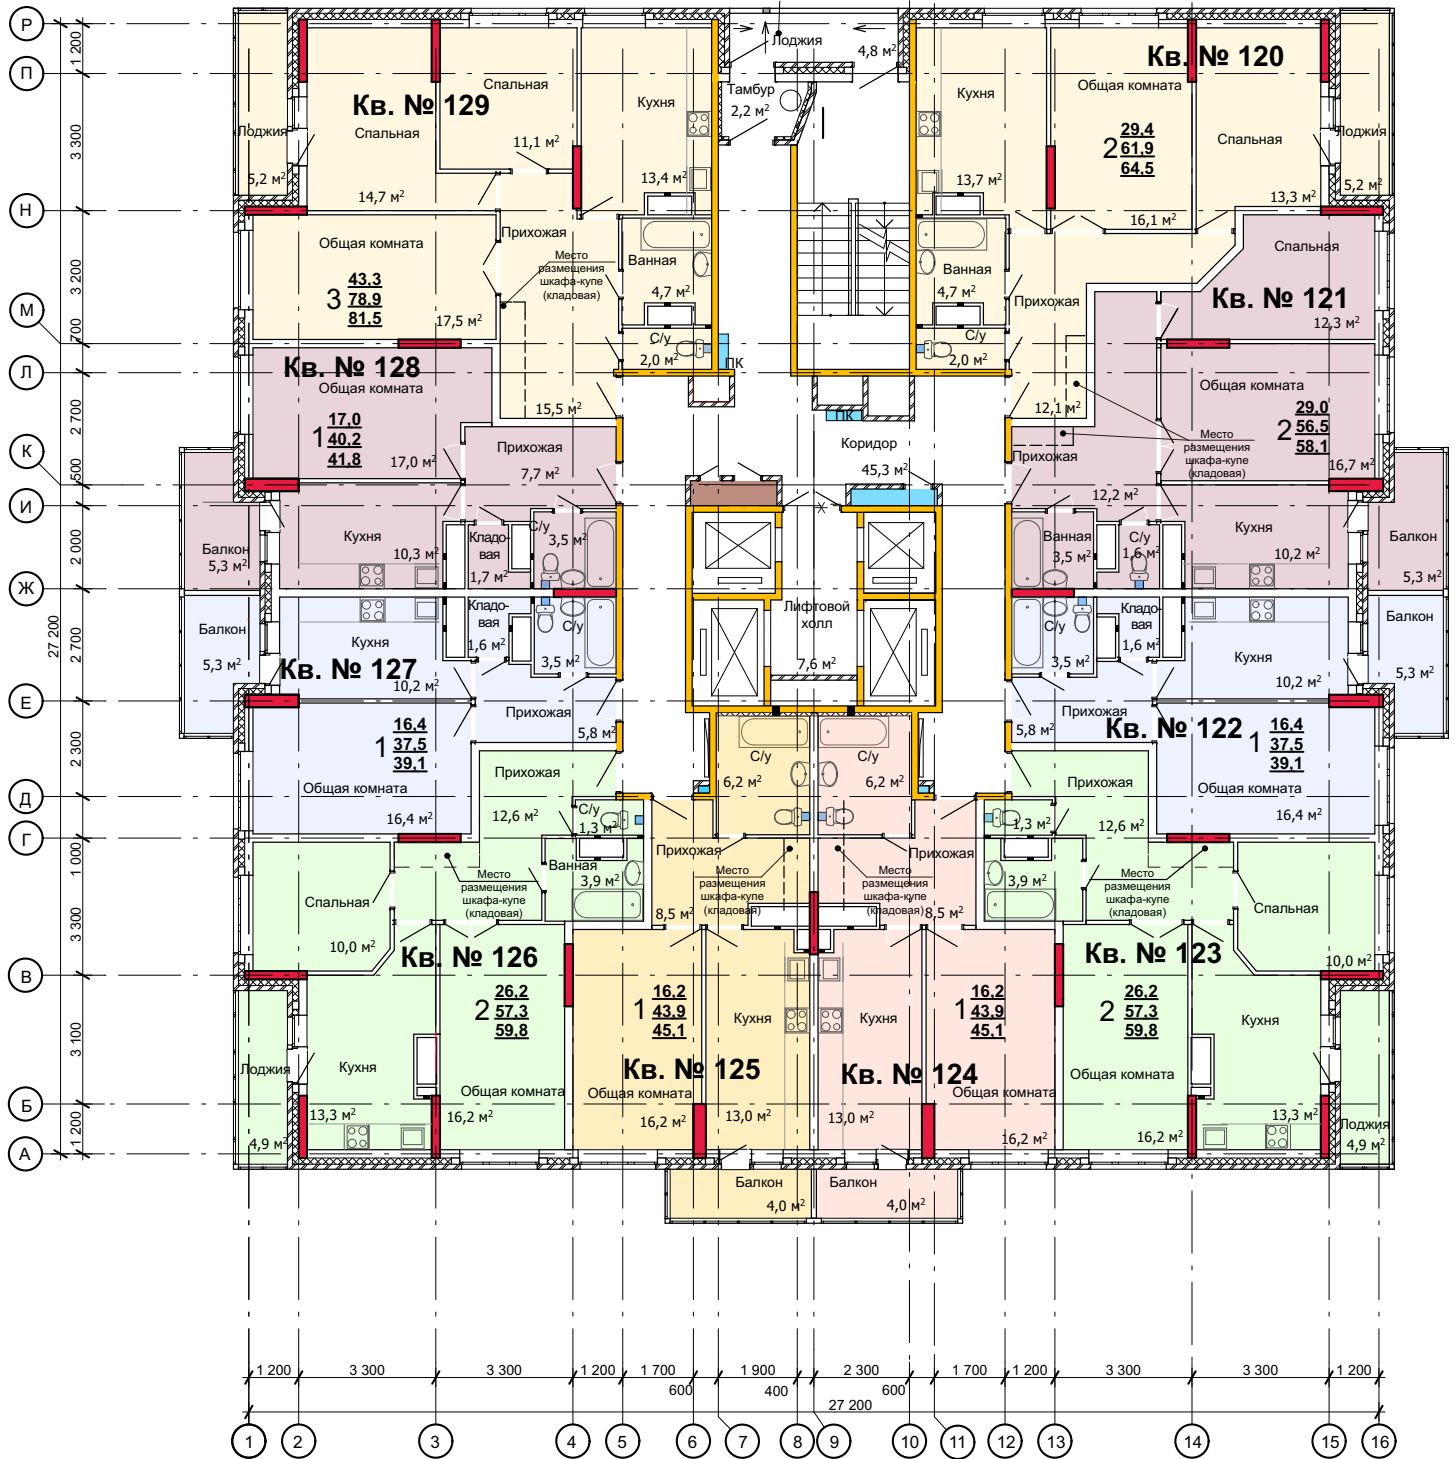 Р
П
Н
М
Л
К
И
Ж
Е
Д
Г
В
Б
А
1 200
3 300
3 200
700
2 700
500
2 000
2 700
2 300
1 000
3 300
3 100
1 200
27 200
Кв. № 129
Лоджия
5,2 м²
Спальная
14,7 м²
Спальная
11,1 м²
Кухня
13,4 м²
Общая комната
3
43,3
78,9
81,5
17,5 м²
Прихожая
15,5 м²
Место
размещения
шкафа-купе
(кладовая)
Ванная
4,7 м²
С/у
2,0 м²
Лоджия
4,8 м²
Тамбур
2,2 м²
ПК
ПК
Коридор
45,3 м²
Лифтовой
холл
7,6 м²
Кв. № 120
Кухня
13,7 м²
Общая комната
2
29,4
61,9
64,5
16,1 м²
Спальная
13,3 м²
Лоджия
5,2 м²
Ванная
4,7 м²
С/у
2,0 м²
Прихожая
12,1 м²
Кв. № 121
Спальная
12,3 м²
Общая комната
2
29,0
56,5
58,1
16,7 м²
Место
размещения
шкафа-купе
(кладовая)
Прихожая
12,2 м²
Ванная
3,5 м²
С/у
1,6 м²
Кухня
10,2 м²
Балкон
5,3 м²
Кв. № 128
Общая комната
1
17,0
40,2
41,8
17,0 м²
Прихожая
7,7 м²
Кухня
10,3 м²
Кладо-
вая
1,7 м²
С/у
3,5 м²
Балкон
5,3 м²
Кв. № 127
Балкон
5,3 м²
Кухня
10,2 м²
Кладо-
вая
1,6 м²
С/у
3,5 м²
Прихожая
5,8 м²
1
16,4
37,5
39,1
Общая комната
16,4 м²
Кв. № 122
С/у
3,5 м²
Кладо-
вая
1,6 м²
Кухня
10,2 м²
Балкон
5,3 м²
Прихожая
5,8 м²
1
16,4
37,5
39,1
Общая комната
16,4 м²
Кв. № 126
Прихожая
12,6 м²
С/у
1,3 м²
Ванная
3,9 м²
Место
размещения
шкафа-купе
(кладовая)
Спальная
10,0 м²
2
26,2
57,3
59,8
Лоджия
4,9 м²
Кухня
13,3 м²
Общая комната
16,2 м²
Кв. № 125
С/у
6,2 м²
Прихожая
8,5 м²
Место
размещения
шкафа-купе
(кладовая)
1
16,2
43,9
45,1
Общая комната
16,2 м²
Кухня
13,0 м²
Балкон
4,0 м²
Кв. № 124
С/у
6,2 м²
Прихожая
8,5 м²
Место
размещения
шкафа-купе
(кладовая)
1
16,2
43,9
45,1
Кухня
13,0 м²
Общая комната
16,2 м²
Балкон
4,0 м²
Кв. № 123
Прихожая
12,6 м²
1,3 м²
3,9 м²
Место
размещения
шкафа-купе
(кладовая)
Спальная
10,0 м²
2
26,2
57,3
59,8
Общая комната
16,2 м²
Кухня
13,3 м²
Лоджия
4,9 м²
1 200
3 300
3 300
1 200
1 700
600
1 900
400
2 300
600
1 700
1 200
3 300
3 300
1 200
27 200
1
2
3
4
5
6
7
8
9
10
11
12
13
14
15
16